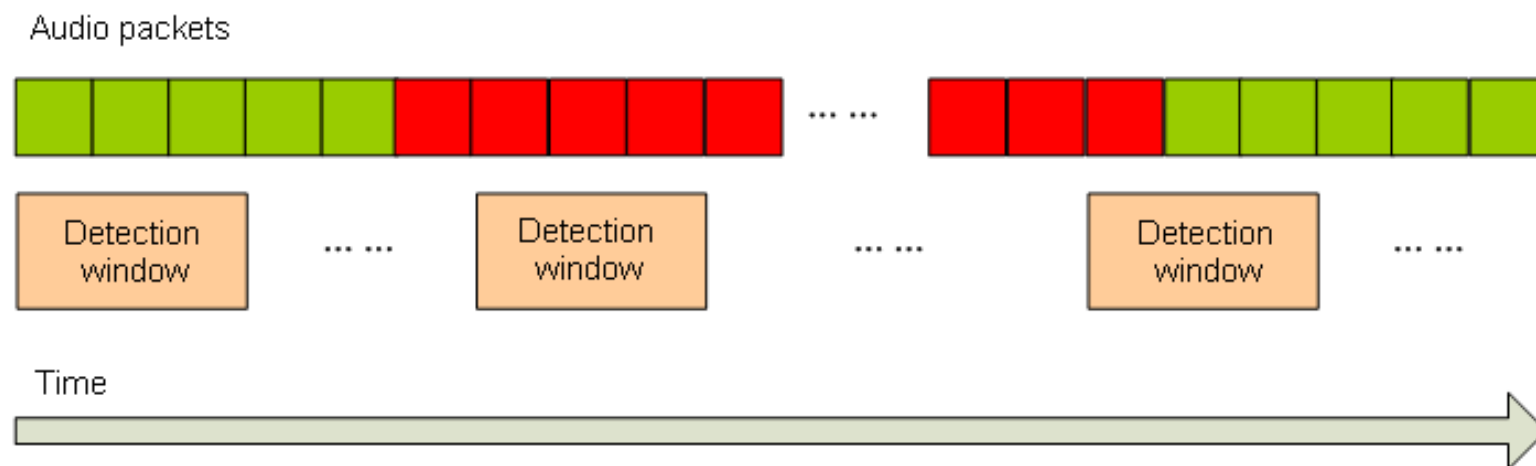 Audio packets
... ...
Detection
window
... ...
Detection
window
... ...
Detection
window
... ...
Time